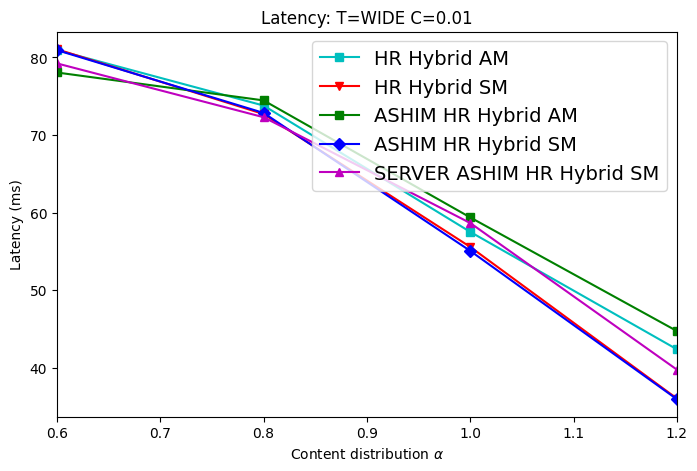 Latency: T=WIDE C=0.01
HR Hybrid AM
HR Hybrid SM
ASHIM HR Hybrid AM
ASHIM HR Hybrid SM
SERVER ASHIM HR Hybrid SM
Latency (ms)
80
70
60
50
40
0.6 0.7 0.8 0.9 1.0 1.1 1.2
Content distribution α